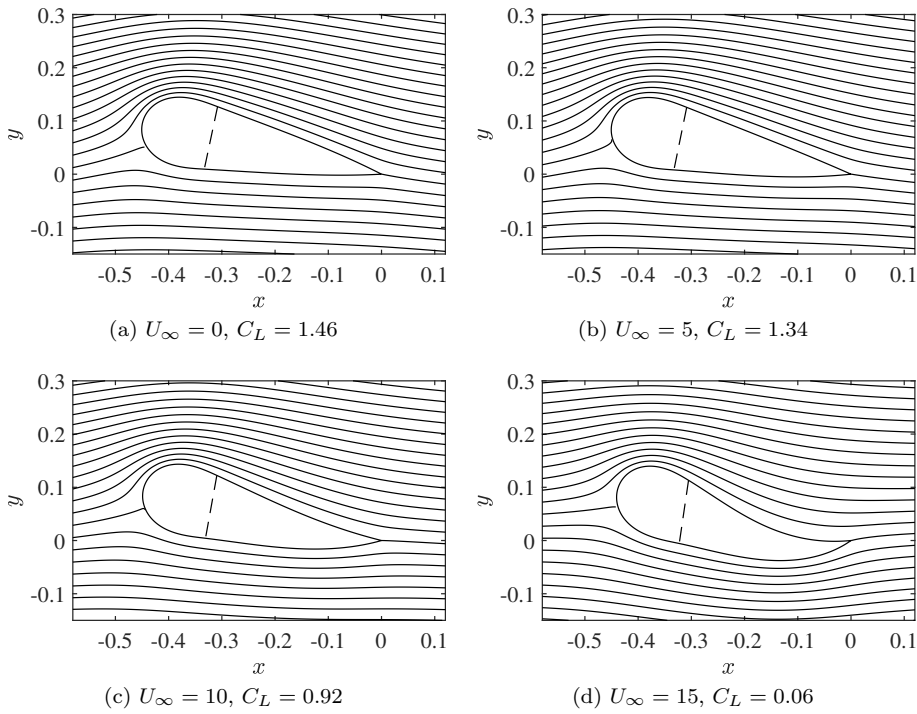 0.3
0.2
0.1
0
-0.1
y
-0.5 -0.4 -0.3 -0.2 -0.1 0 0.1
x
(a) U∞ = 0, C_L = 1.46
0.3
0.2
0.1
0
-0.1
y
-0.5 -0.4 -0.3 -0.2 -0.1 0 0.1
x
(b) U∞ = 5, C_L = 1.34
0.3
0.2
0.1
0
-0.1
y
-0.5 -0.4 -0.3 -0.2 -0.1 0 0.1
x
(c) U∞ = 10, C_L = 0.92
0.3
0.2
0.1
0
-0.1
y
-0.5 -0.4 -0.3 -0.2 -0.1 0 0.1
x
(d) U∞ = 15, C_L = 0.06